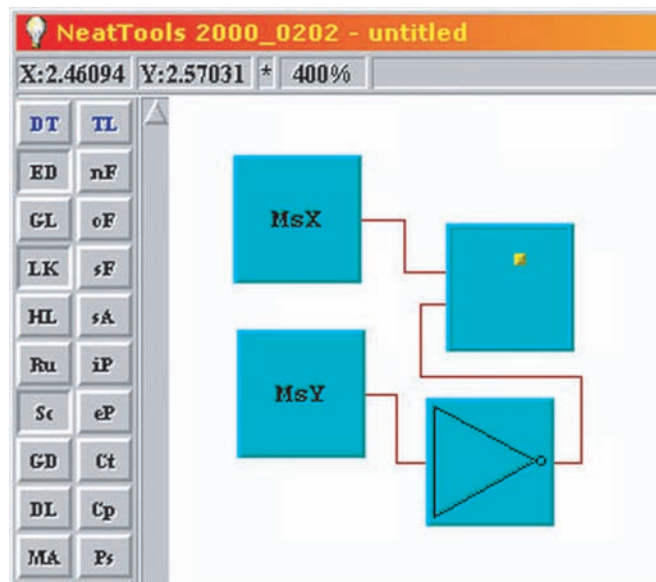 NeatTools 2000_0202 - untitled
X:2.46094 Y:2.57031 * 400%
DT TL
ED nF
GL oF
LK sF
HL sA
Ru iP
Sc eP
GD Ct
DL Cp
MA Ps
MsX
MsY